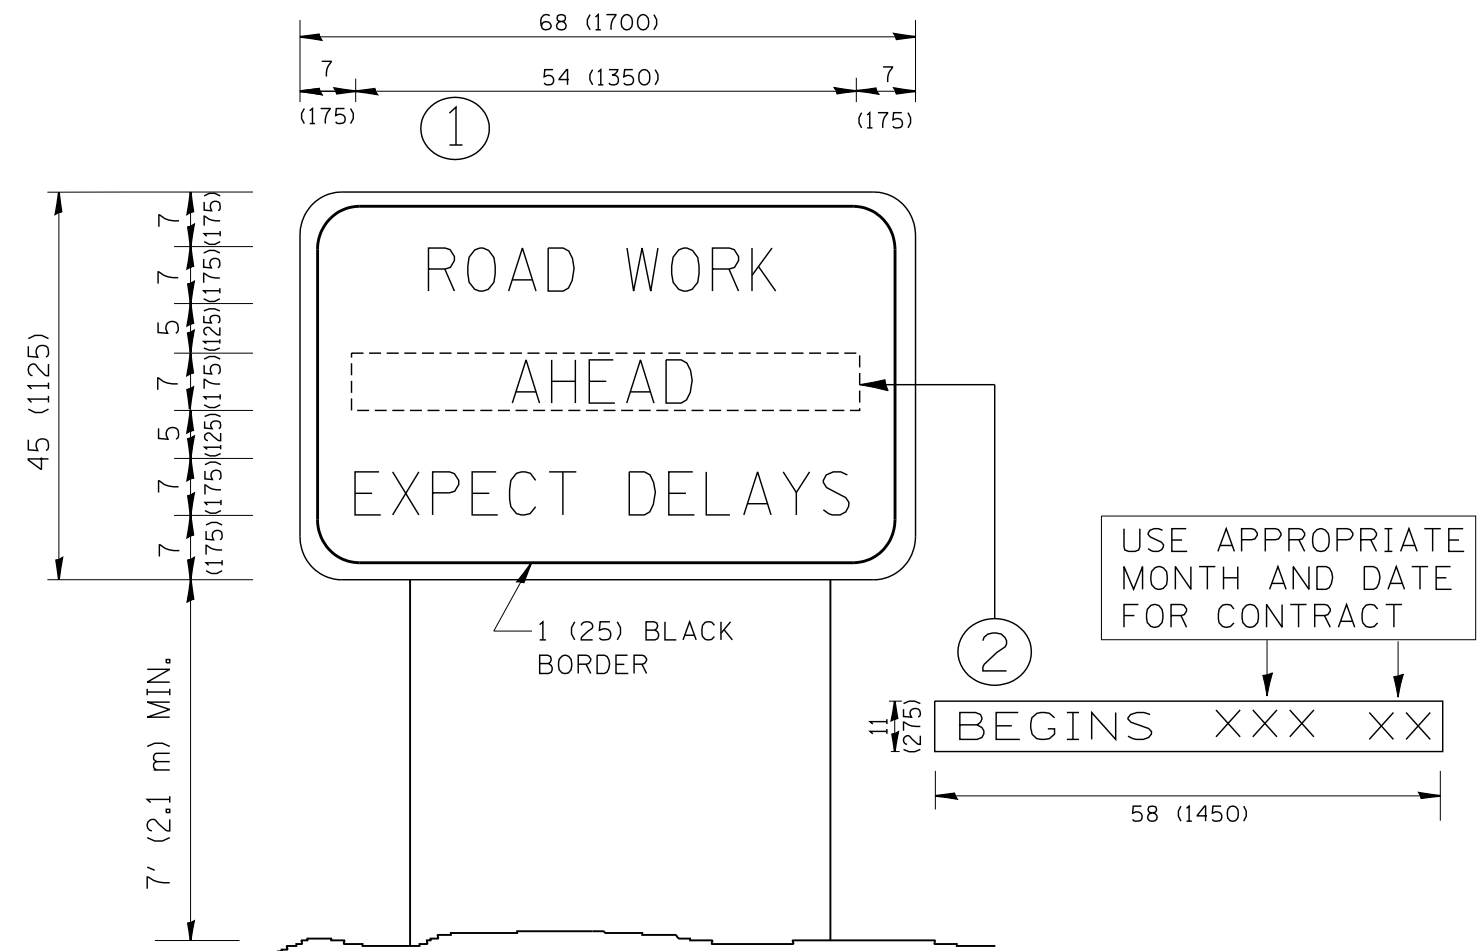 68 (1700)
7
54 (1350)
7
(175)
(175)
1
45 (1125)
7
(175)
7
(175)
5
(125)
7
(175)
5
(125)
7
(175)
7
(175)
ROAD WORK
AHEAD
EXPECT DELAYS
1 (25) BLACK
BORDER
7' (2.1 m) MIN.
USE APPROPRIATE
MONTH AND DATE
FOR CONTRACT
2
11
(275)
BEGINS XXX XX
58 (1450)